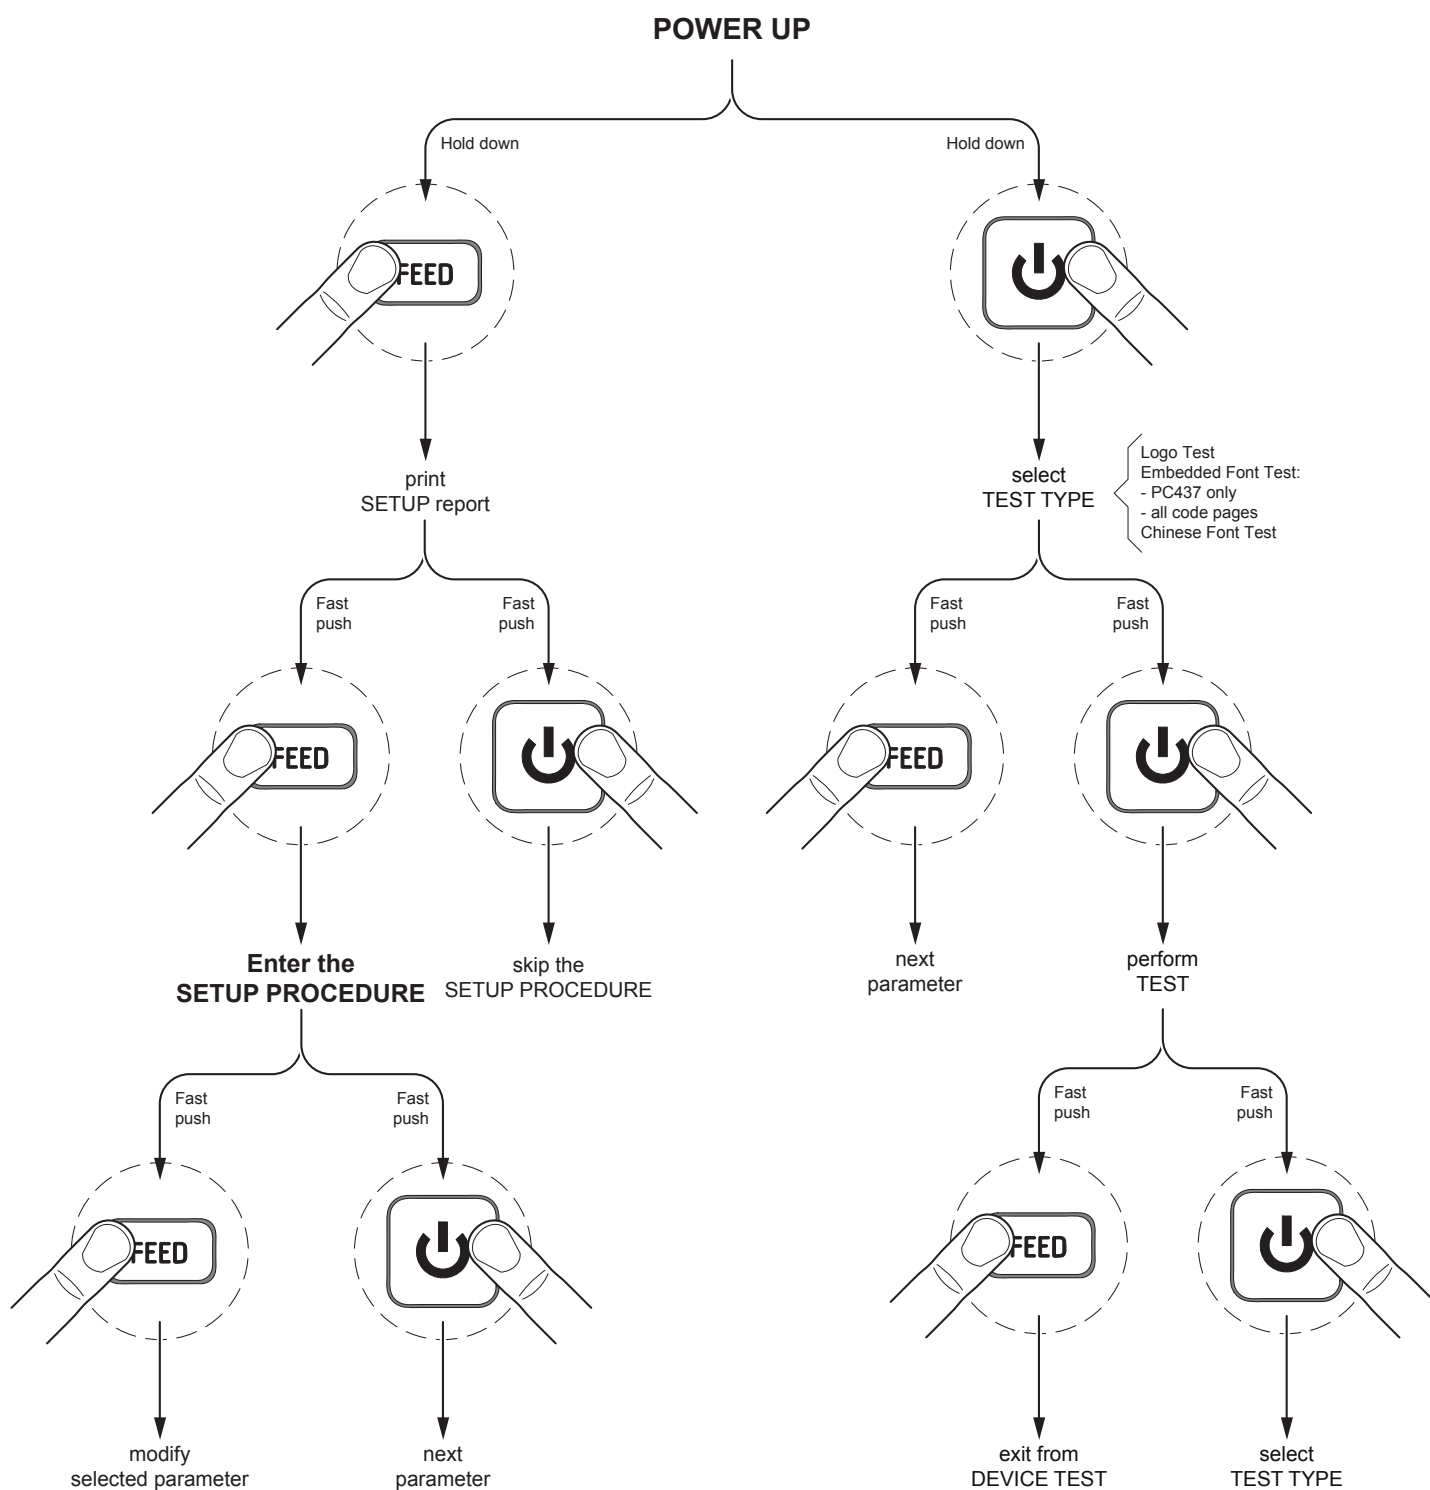 POWER UP
Hold down
Hold down
FEED
print
SETUP report
select
TEST TYPE
Logo Test
Embedded Font Test:
- PC437 only
- all code pages
Chinese Font Test
Fast
push
Fast
push
Fast
push
Fast
push
FEED
FEED
Enter the
SETUP PROCEDURE
skip the
SETUP PROCEDURE
next
parameter
perform
TEST
Fast
push
Fast
push
Fast
push
Fast
push
FEED
FEED
modify
selected parameter
next
parameter
exit from
DEVICE TEST
select
TEST TYPE